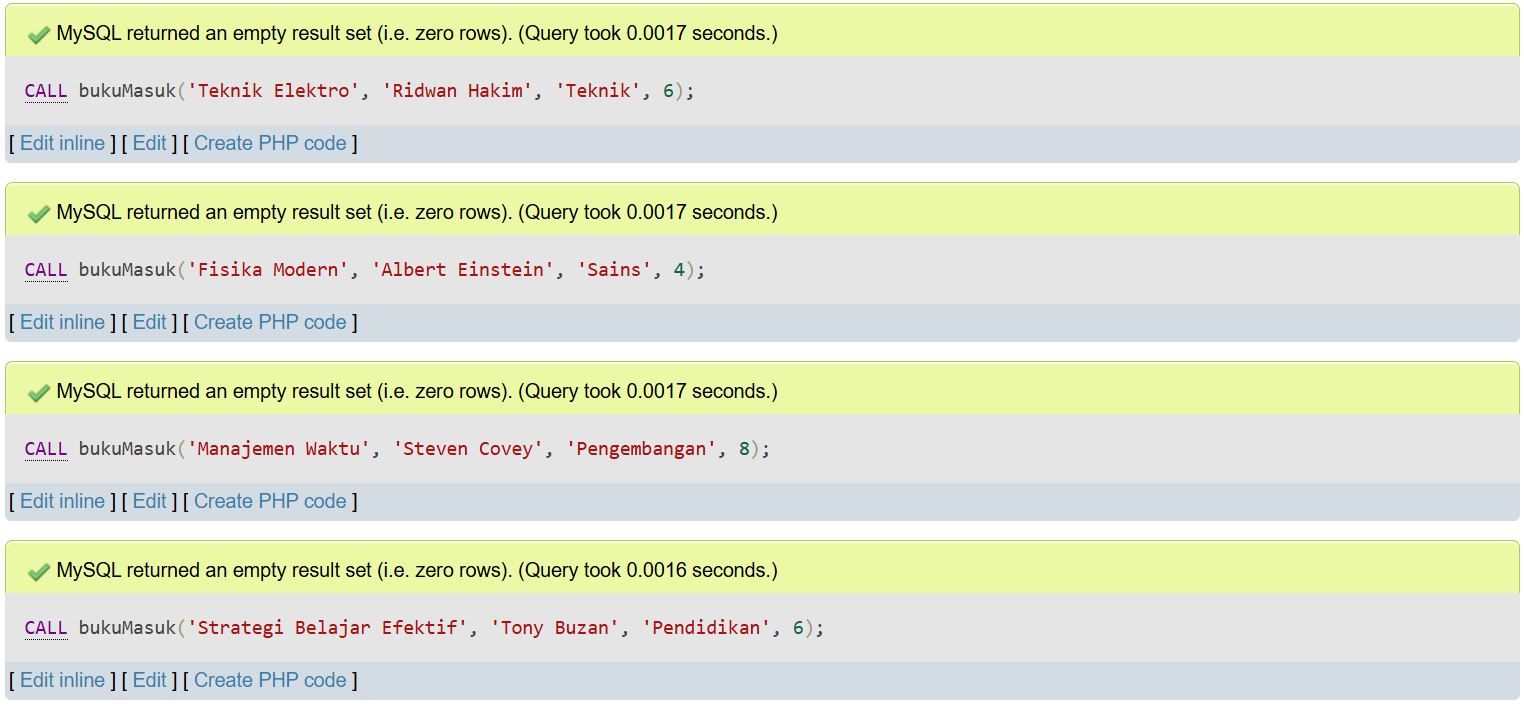 MySQL returned an empty result set (i.e. zero rows). (Query took 0.0017 seconds.)
CALL bukuMasuk('Teknik Elektro', 'Ridwan Hakim', 'Teknik', 6);
[ Edit inline ] [ Edit ] [ Create PHP code ]
MySQL returned an empty result set (i.e. zero rows). (Query took 0.0017 seconds.)
CALL bukuMasuk('Fisika Modern', 'Albert Einstein', 'Sains', 4);
[ Edit inline ] [ Edit ] [ Create PHP code ]
MySQL returned an empty result set (i.e. zero rows). (Query took 0.0017 seconds.)
CALL bukuMasuk('Manajemen Waktu', 'Steven Covey', 'Pengembangan', 8);
[ Edit inline ] [ Edit ] [ Create PHP code ]
MySQL returned an empty result set (i.e. zero rows). (Query took 0.0016 seconds.)
CALL bukuMasuk('Strategi Belajar Efektif', 'Tony Buzan', 'Pendidikan', 6);
[ Edit inline ] [ Edit ] [ Create PHP code ]